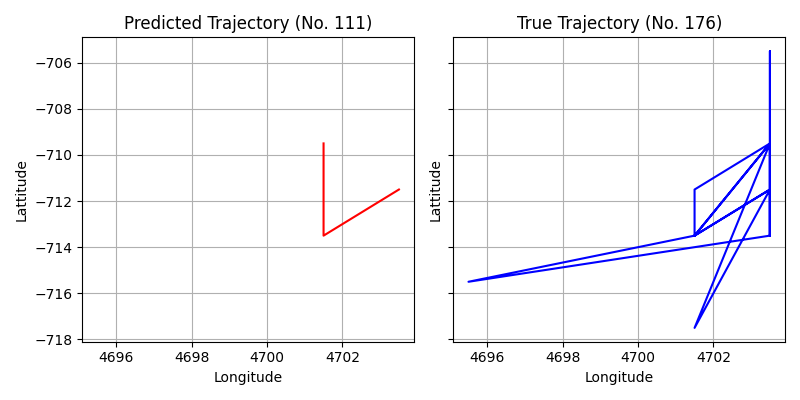 Predicted Trajectory (No. 111)
−706
−708
−710
−712
−714
−716
−718
Lattitude
4696
4698
4700
4702
Longitude
True Trajectory (No. 176)
Lattitude
4696
4698
4700
4702
Longitude